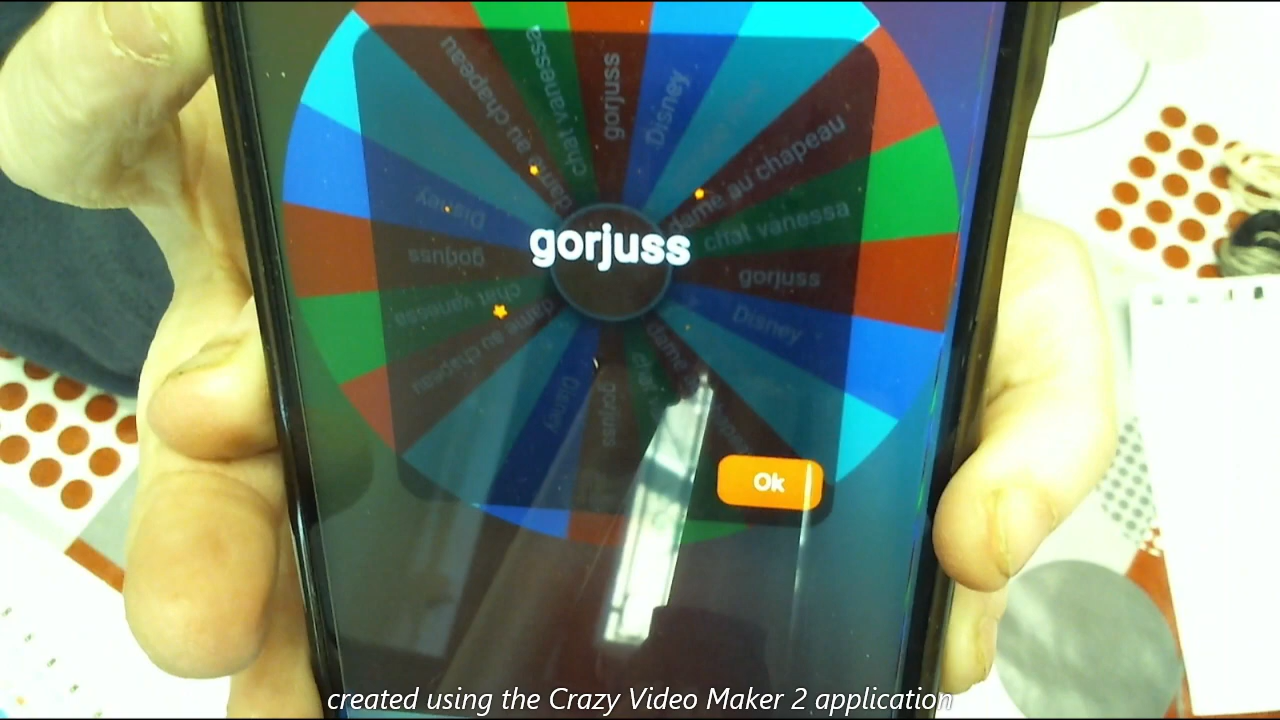 dame au chapeau
chat vanessa
gorjuss
Disney
dame au chapeau
chat vanessa
gorjuss
Disney
Disney
gorjuss
chat vanessa
dame au chapeau
Disney
gorjuss
gorjuss
Ok
created using the Crazy Video Maker 2 application